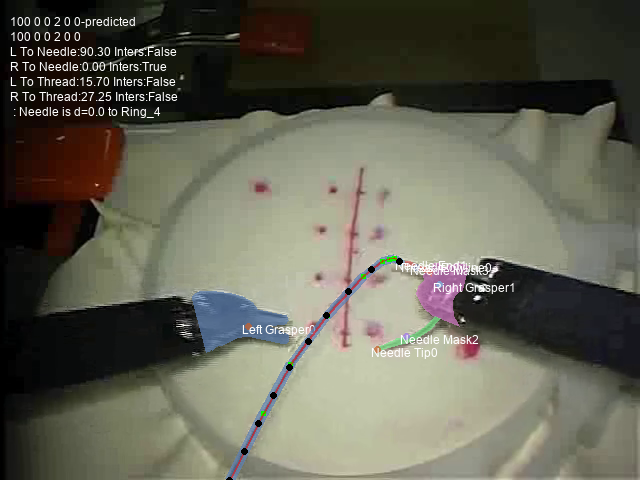 100 0 0 2 0 0-predicted
100 0 0 2 0 0
L To Needle:90.30 Inters:False
R To Needle:0.00 Inters:True
L To Thread:15.70 Inters:False
R To Thread:27.25 Inters:False
: Needle is d=0.0 to Ring_4
Right Grasper1
Left Grasper0
Needle Mask2
Needle Tip0